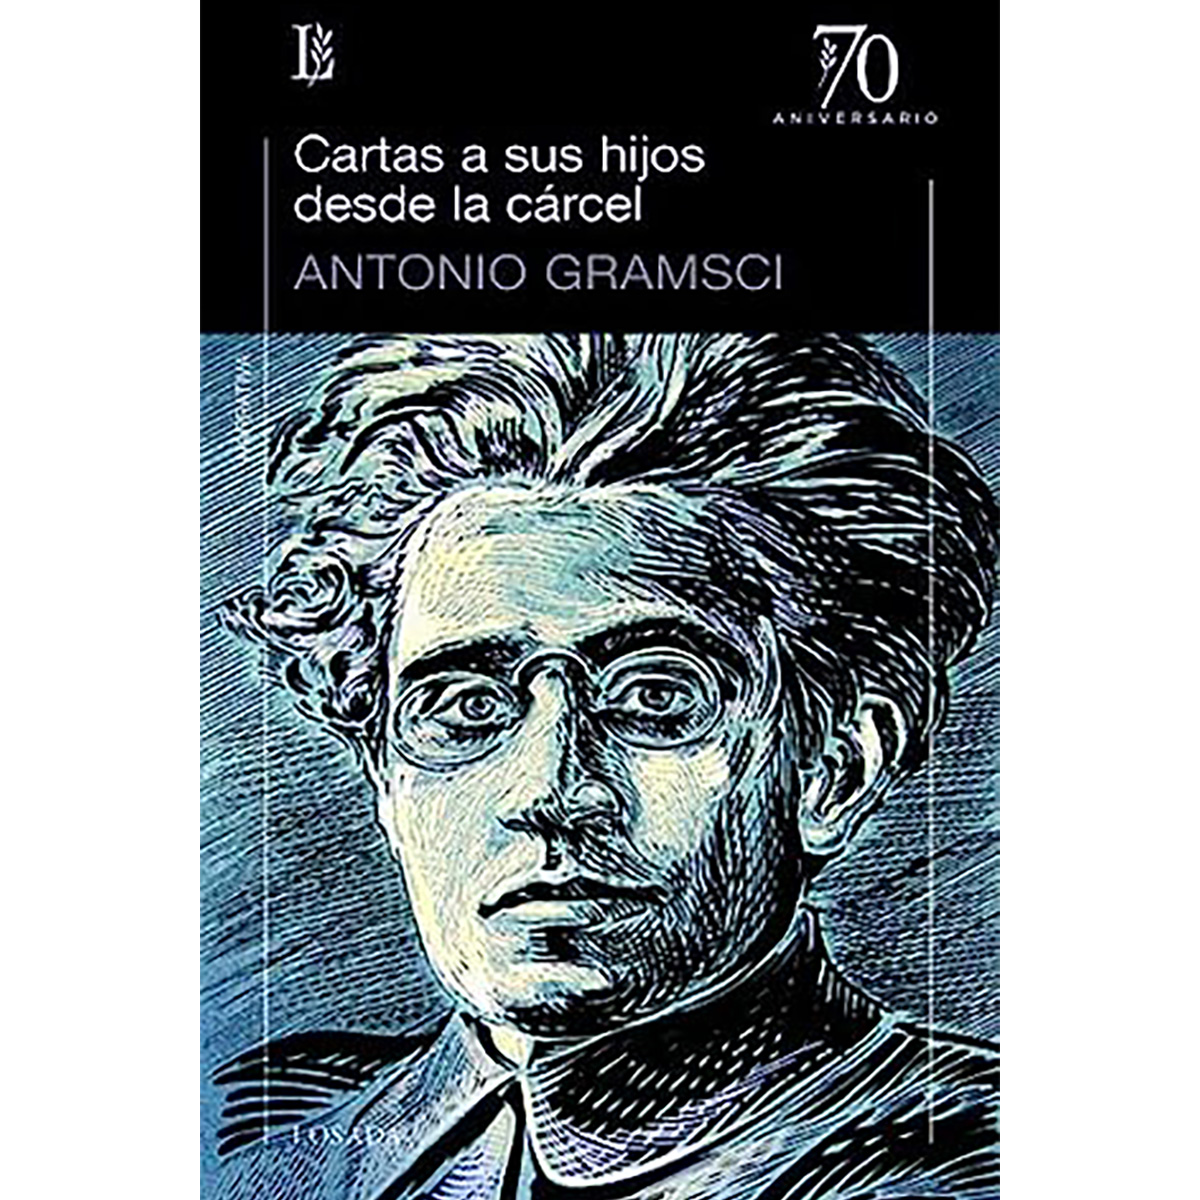 L
70
ANIVERSARIO
Cartas a sus hijos
desde la cárcel
ANTONIO GRAMSCI
LOSADA